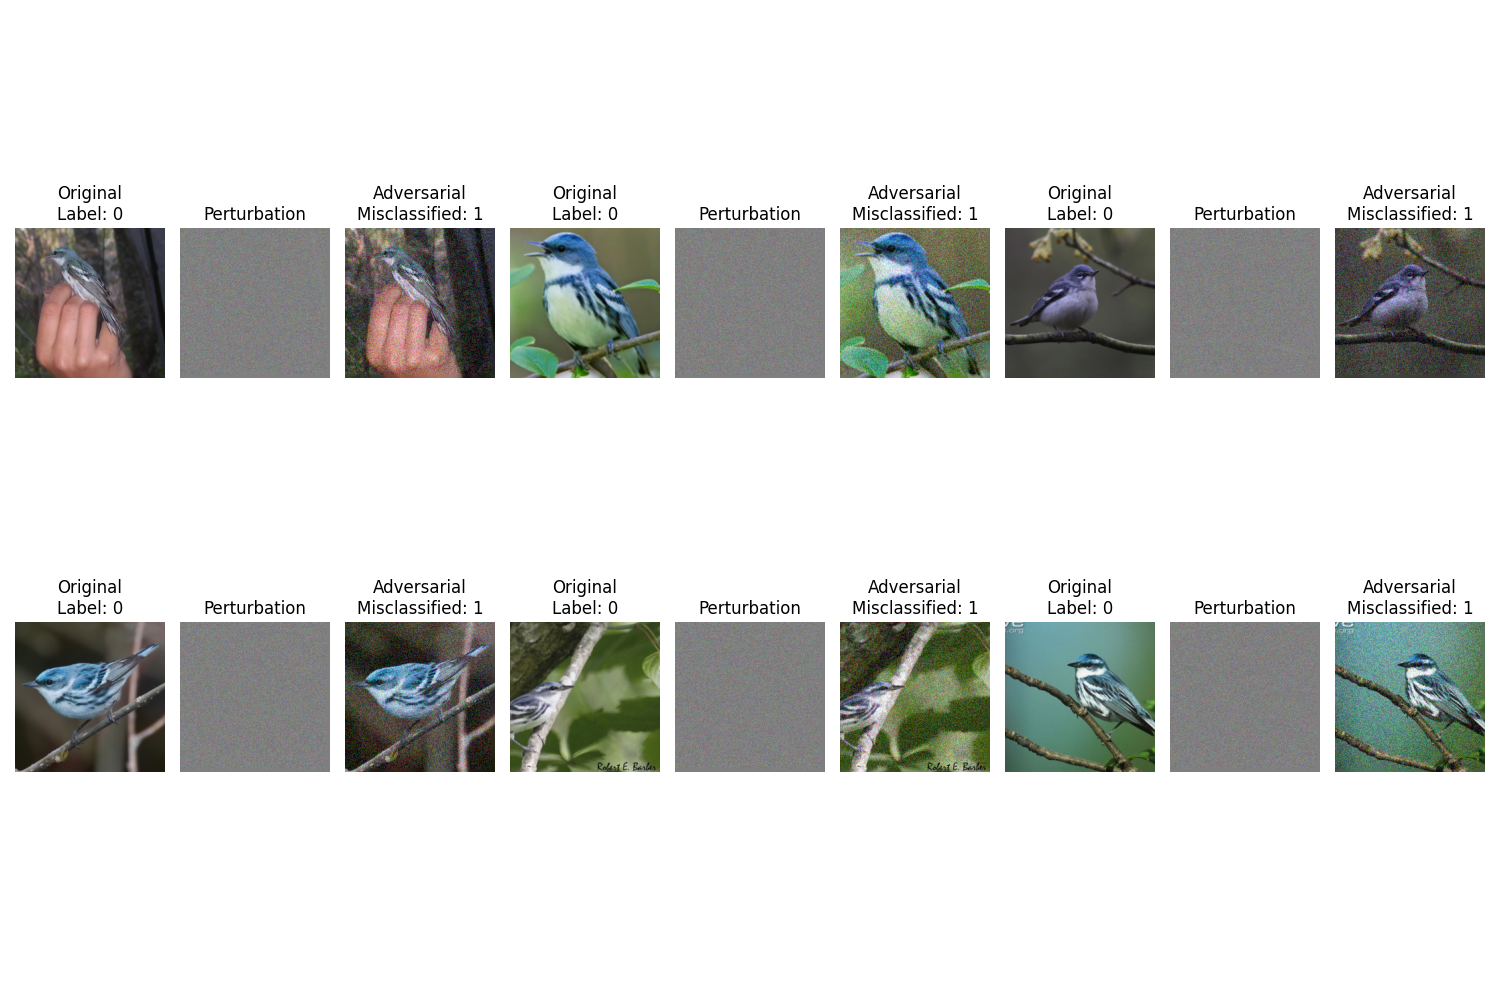 Original
Label: 0
Perturbation
Adversarial
Misclassified: 1
Original
Label: 0
Perturbation
Adversarial
Misclassified: 1
Original
Label: 0
Perturbation
Adversarial
Misclassified: 1
Original
Label: 0
Perturbation
Adversarial
Misclassified: 1
Original
Label: 0
Robert E. Barber
Perturbation
Adversarial
Misclassified: 1
Robert E. Barber
Original
Label: 0
Perturbation
Adversarial
Misclassified: 1